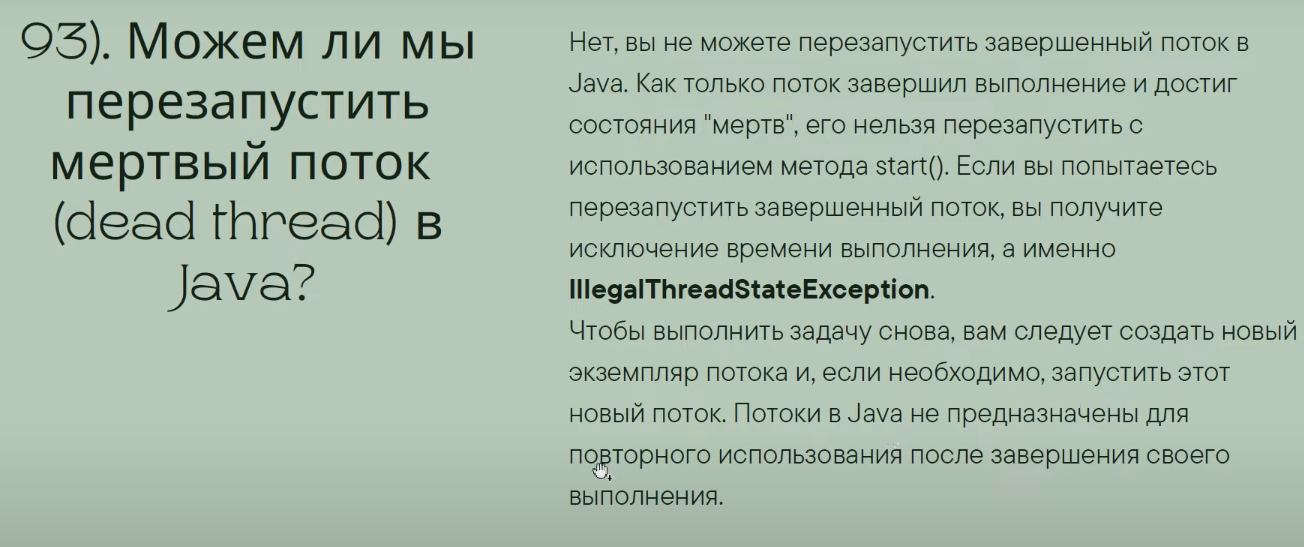 93). Можем ли мы
перезапустить
мертвый поток
(dead thread) в
Java?
Нет, вы не можете перезапустить завершенный поток в
Java. Как только поток завершил выполнение и достиг
состояния "мертв", его нельзя перезапустить с
использованием метода start(). Если вы попытаетесь
перезапустить завершенный поток, вы получите
исключение времени выполнения, а именно
IllegalThreadStateException.
Чтобы выполнить задачу снова, вам следует создать новый
экземпляр потока и, если необходимо, запустить этот
новый поток. Потоки в Java не предназначены для
повторного использования после завершения своего
выполнения.